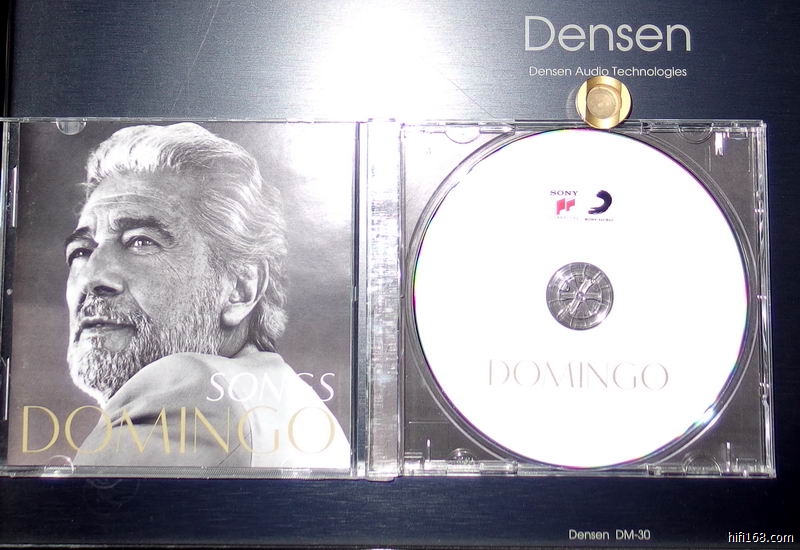 Densen
Densen Audio Technologies
SONGS
DOMINGO
SONY
DOMINGO
Densen DM-30
hifi168.com